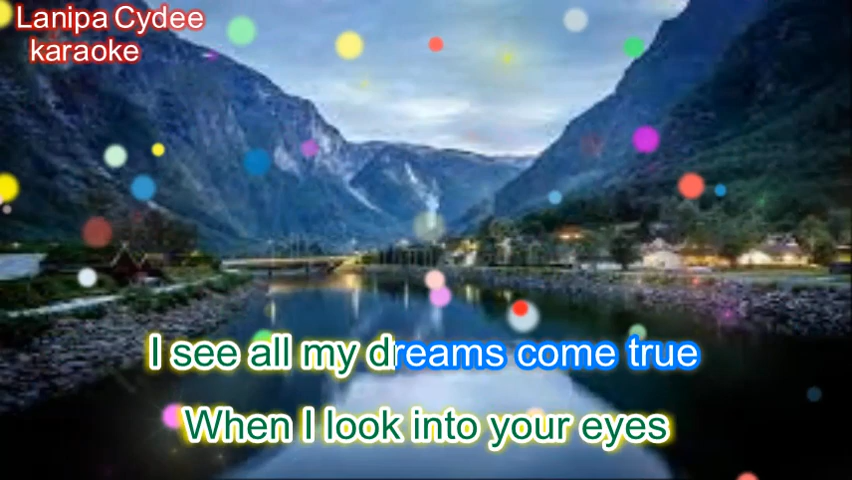 Lanipa Cydee
karaoke
I see all my dreams come true
When I look into your eyes